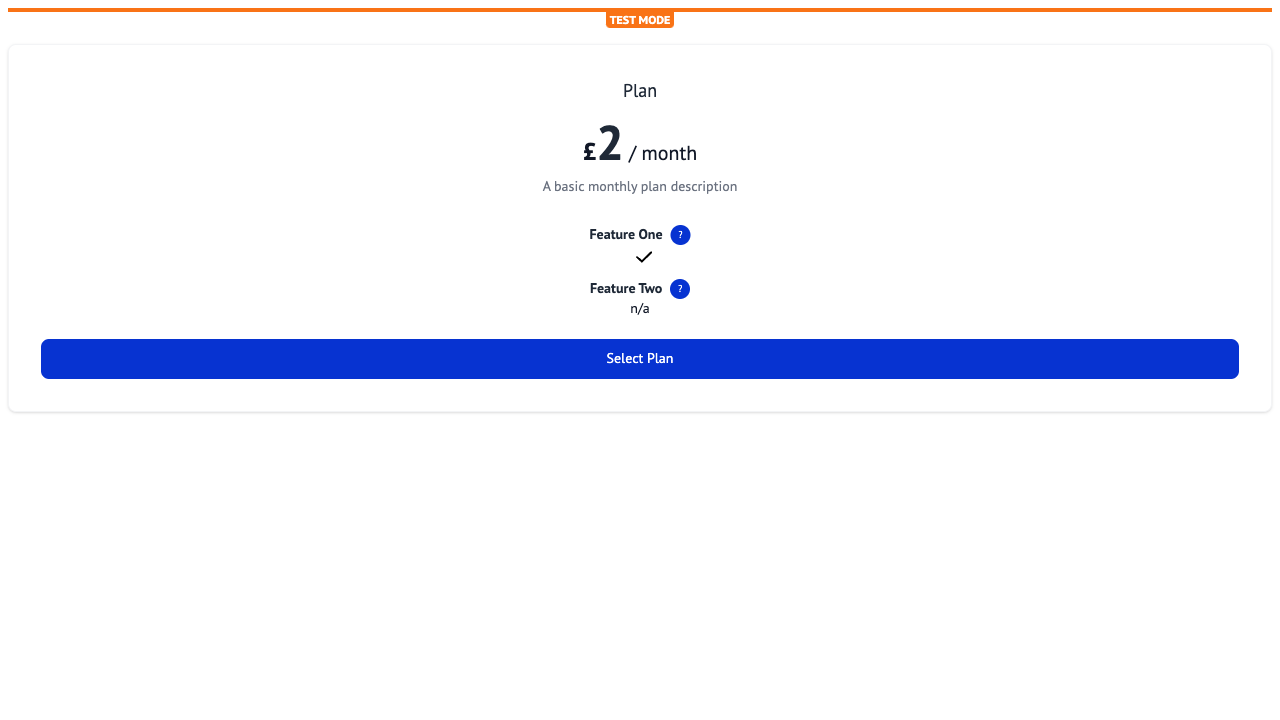 TEST MODE
Plan
£2 / month
A basic monthly plan description
Feature One ?
Feature Two ?
n/a
Select Plan